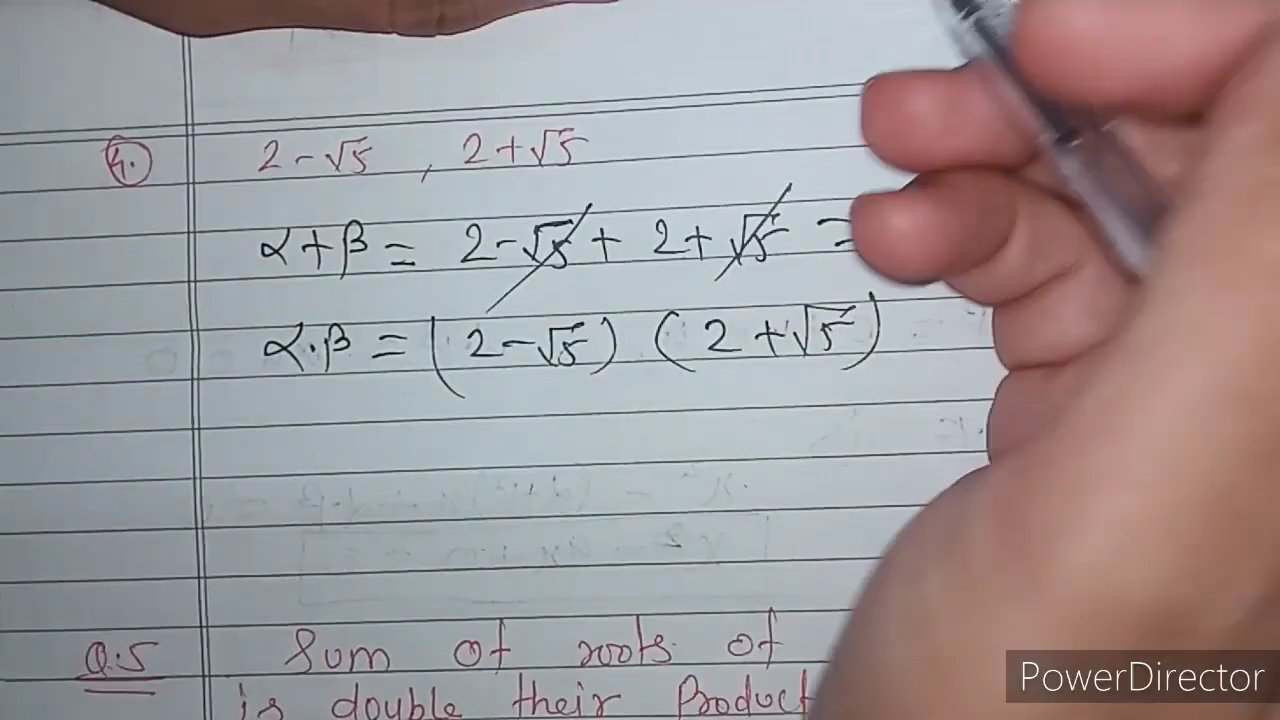 4. 2-√5 , 2+√5
α+β = 2-√5 + 2+√5 =
α.β = (2-√5) (2+√5)
Q.5 Sum of roots of
is double their Product
PowerDirector